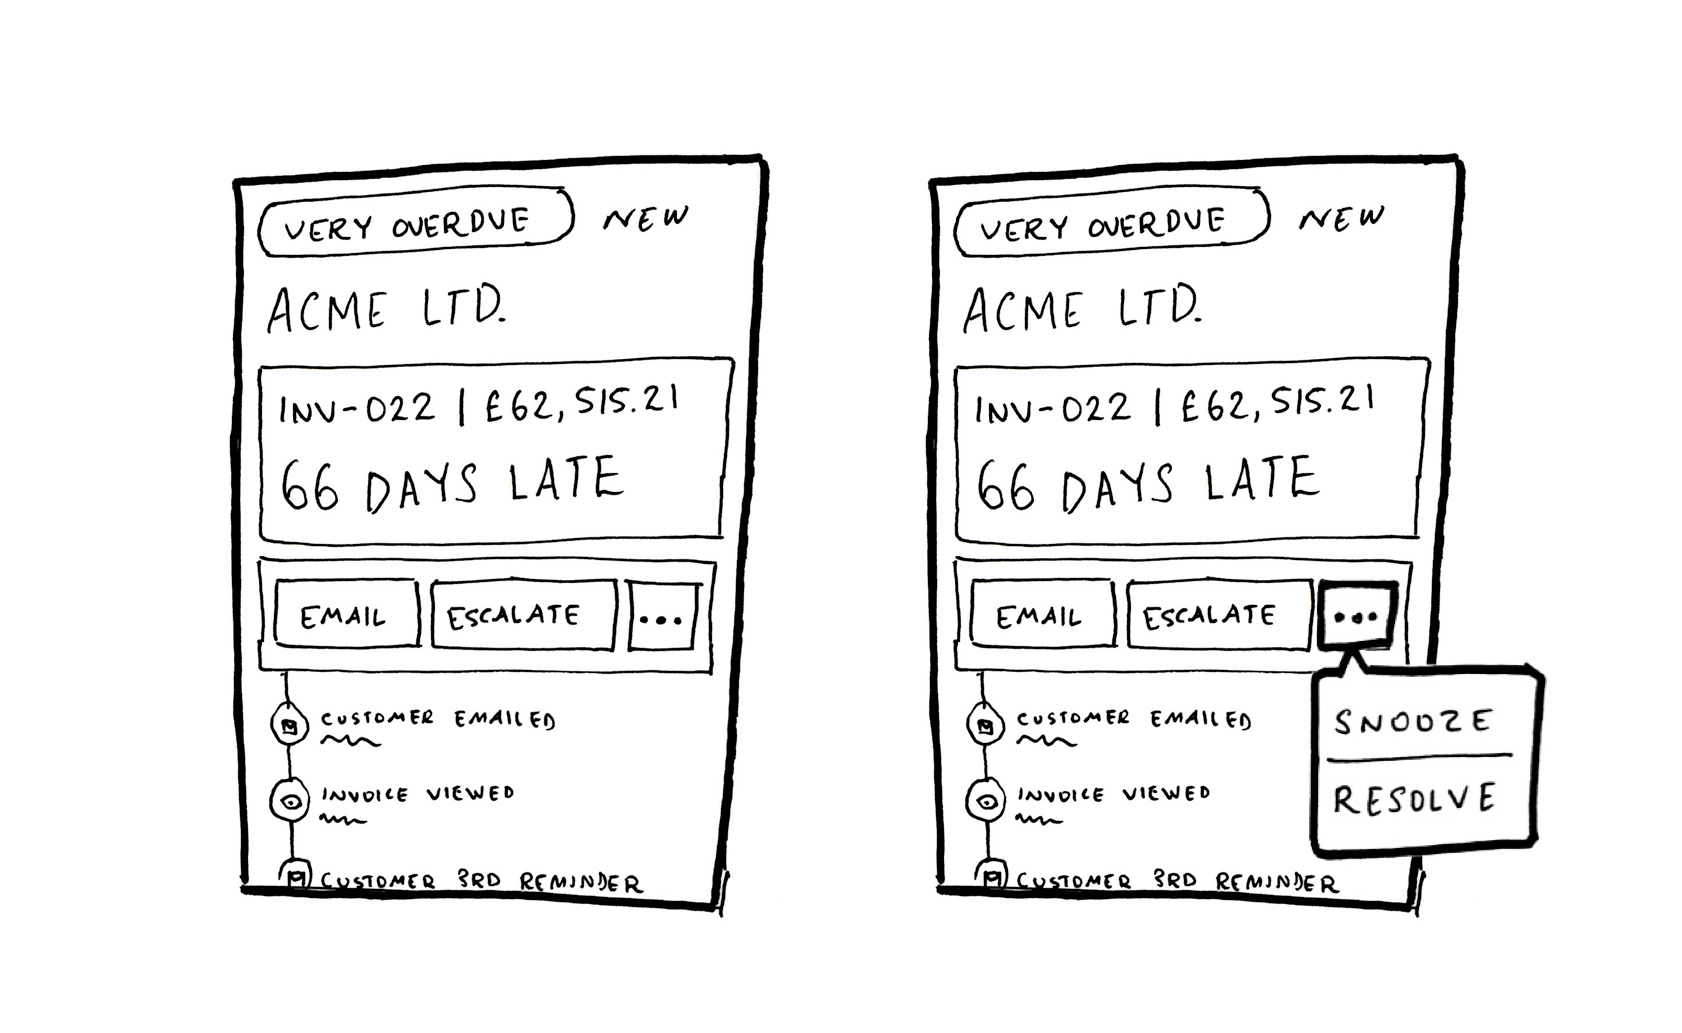 VERY OVERDUE NEW
ACME LTD.
INV-022 | £62,515.21
66 DAYS LATE
EMAIL ESCALATE ...
CUSTOMER EMAILED
INVOICE VIEWED
CUSTOMER 3RD REMINDER
VERY OVERDUE NEW
ACME LTD.
INV-022 | £62,515.21
66 DAYS LATE
EMAIL ESCALATE ...
SNOOZE
RESOLVE
CUSTOMER EMAILED
INVOICE VIEWED
CUSTOMER 3RD REMINDER